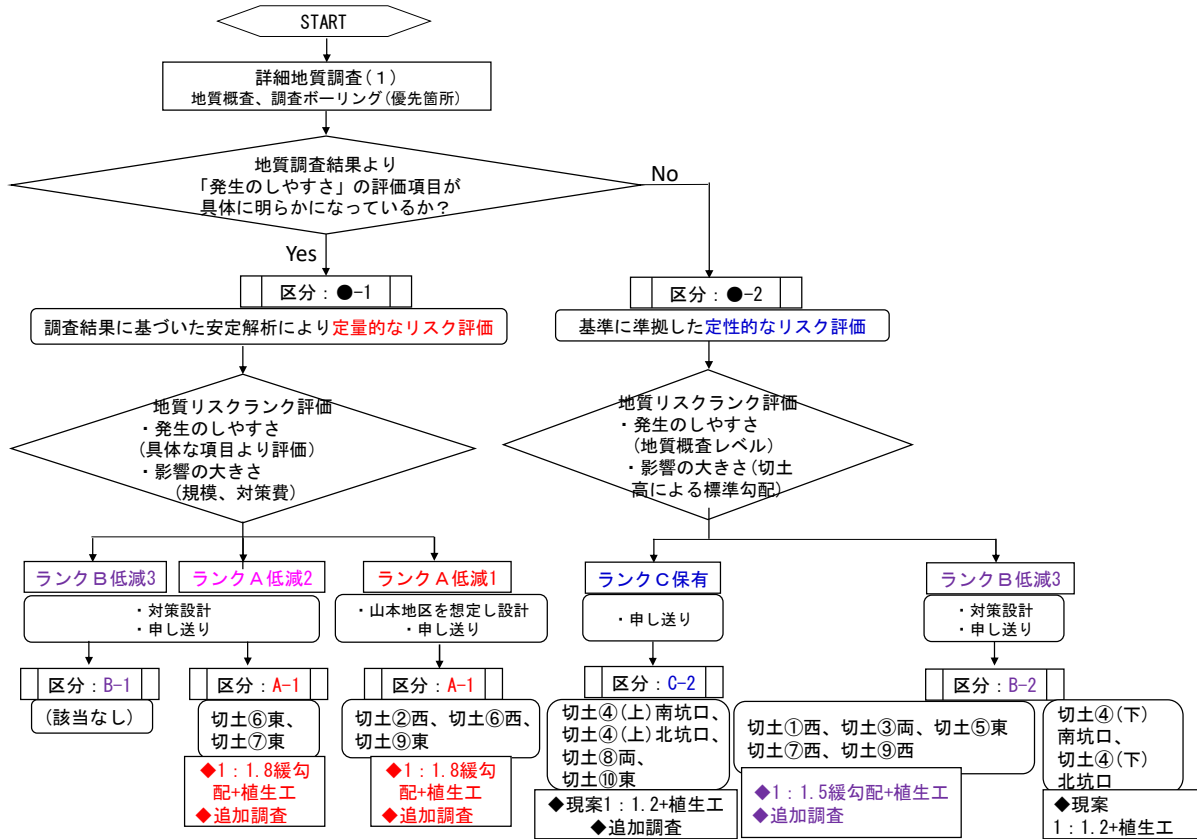 START
詳細地質調査(1)
地質概査、調査ボーリング(優先箇所)
地質調査結果より
「発生のしやすさ」の評価項目が
具体に明らかになっているか？
No
Yes
区分：●-1
区分：●-2
調査結果に基づいた安定解析により定量的なリスク評価
基準に準拠した定性的なリスク評価
地質リスクランク評価
・発生のしやすさ
(具体な項目より評価)
・影響の大きさ
(規模、対策費)
地質リスクランク評価
・発生のしやすさ
(地質概査レベル)
・影響の大きさ(切土
高による標準勾配)
ランクＢ低減3
ランクＡ低減2
ランクＡ低減1
ランクＣ保有
ランクＢ低減3
・対策設計
・申し送り
・山本地区を想定し設計
・申し送り
・申し送り
・対策設計
・申し送り
区分：B-1
区分：A-1
区分：A-1
区分：C-2
区分：B-2
(該当なし)
切土⑥東、
切土⑦東
切土②西、切土⑥西、
切土⑨東
切土④(上)南坑口、
切土④(上)北坑口、
切土⑧両、
切土⑩東
切土①西、切土③両、切土⑤東
切土⑦西、切土⑨西
切土④(下)
南坑口、
切土④(下)
北坑口
◆1：1.8緩勾
配+植生工
◆追加調査
◆1：1.8緩勾
配+植生工
◆追加調査
◆現案1：1.2+植生工
◆追加調査
◆1：1.5緩勾配+植生工
◆追加調査
◆現案
1：1.2+植生工